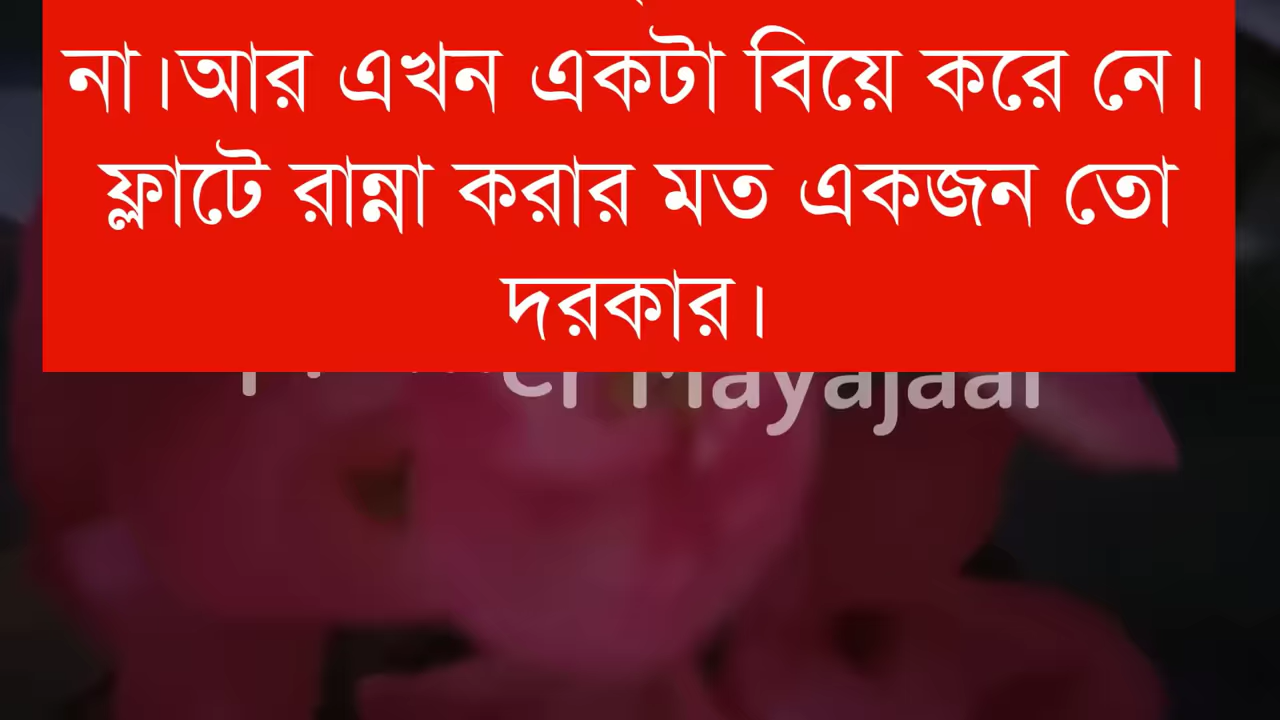 না।আর এখন একটা বিয়ে করে নে।
ফ্লাটে রান্না করার মত একজন তো
দরকার।
Mayajaal